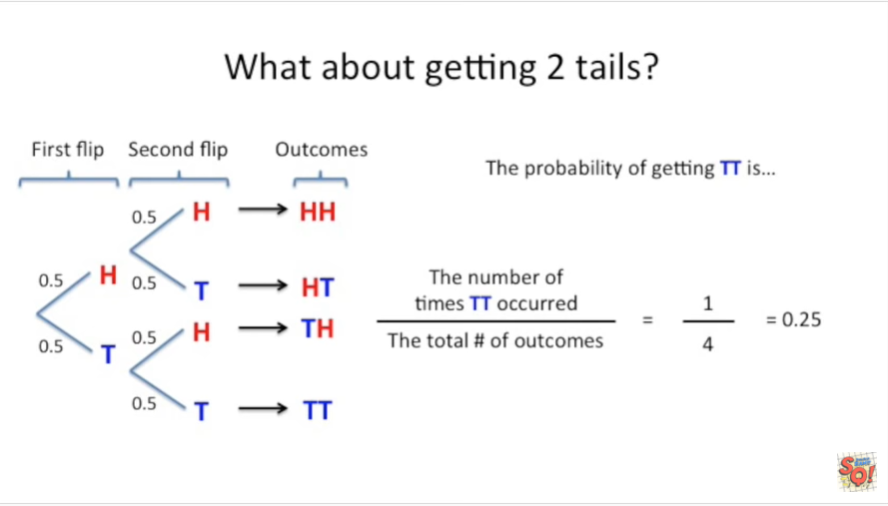 What about getting 2 tails?
First flip Second flip Outcomes
The probability of getting TT is...
0.5 H HH
0.5 H 0.5 T HT
0.5 T 0.5 H TH
0.5 T TT
The number of
times TT occurred
The total # of outcomes
= 1
4
= 0.25
SQ!